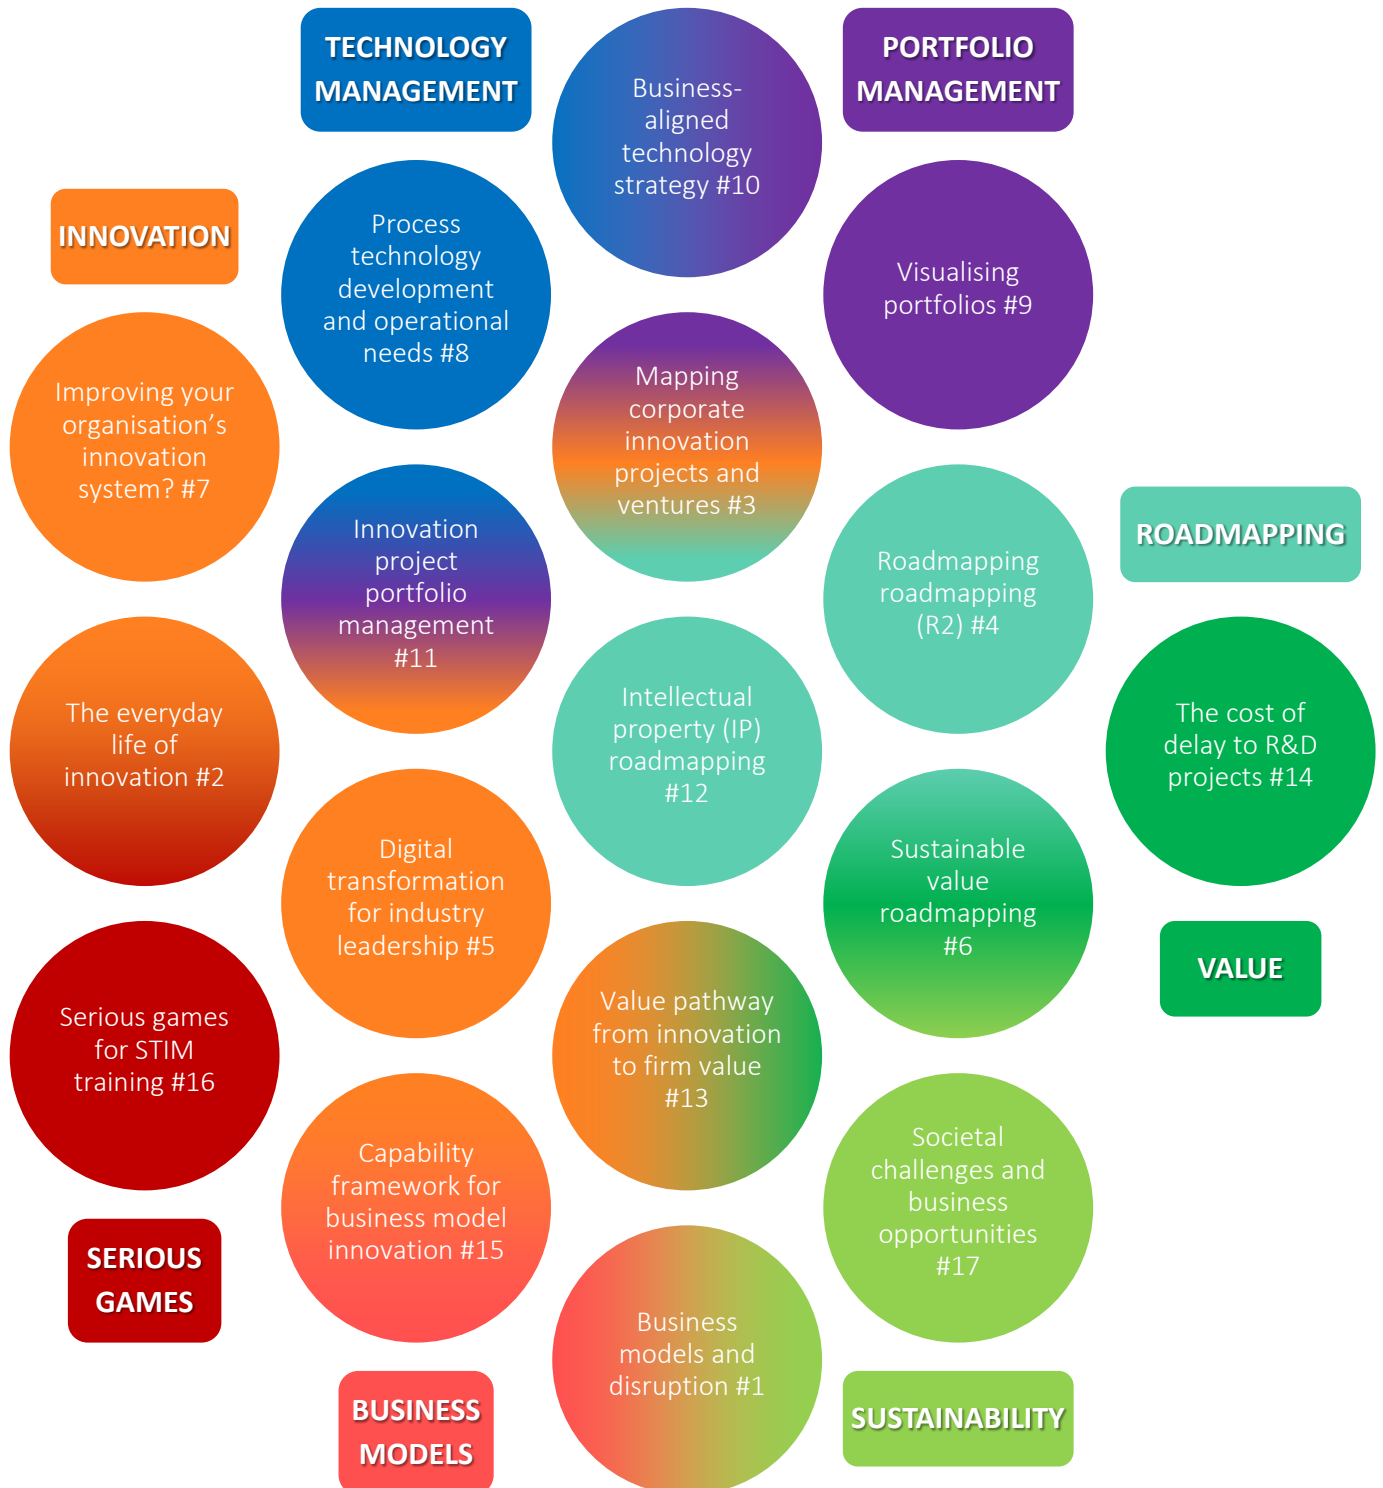 TECHNOLOGY
MANAGEMENT
PORTFOLIO
MANAGEMENT
Business-
aligned
technology
strategy #10
INNOVATION
Process
technology
development
and operational
needs #8
Visualising
portfolios #9
Improving your
organisation’s
innovation
system? #7
Mapping
corporate
innovation
projects and
ventures #3
Innovation
project
portfolio
management
#11
Roadmapping
roadmapping
(R2) #4
ROADMAPPING
The everyday
life of
innovation #2
Intellectual
property (IP)
roadmapping
#12
The cost of
delay to R&D
projects #14
Digital
transformation
for industry
leadership #5
Sustainable
value
roadmapping
#6
VALUE
Serious games
for STIM
training #16
Value pathway
from innovation
to firm value
#13
Capability
framework for
business model
innovation #15
Societal
challenges and
business
opportunities
#17
SERIOUS
GAMES
Business
models and
disruption #1
BUSINESS
MODELS
SUSTAINABILITY